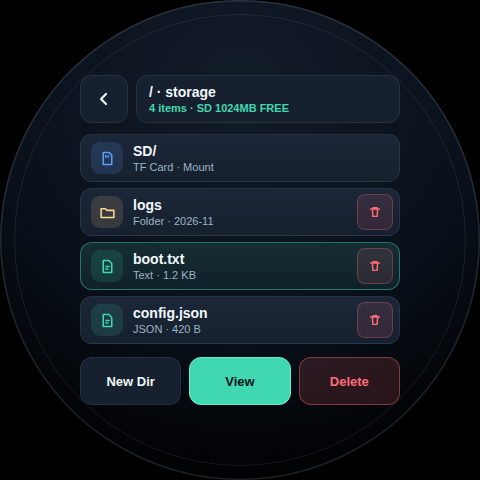 / · storage
4 items · SD 1024MB FREE
SD/
TF Card · Mount
logs
Folder · 2026-11
boot.txt
Text · 1.2 KB
config.json
JSON · 420 B
New Dir
View
Delete